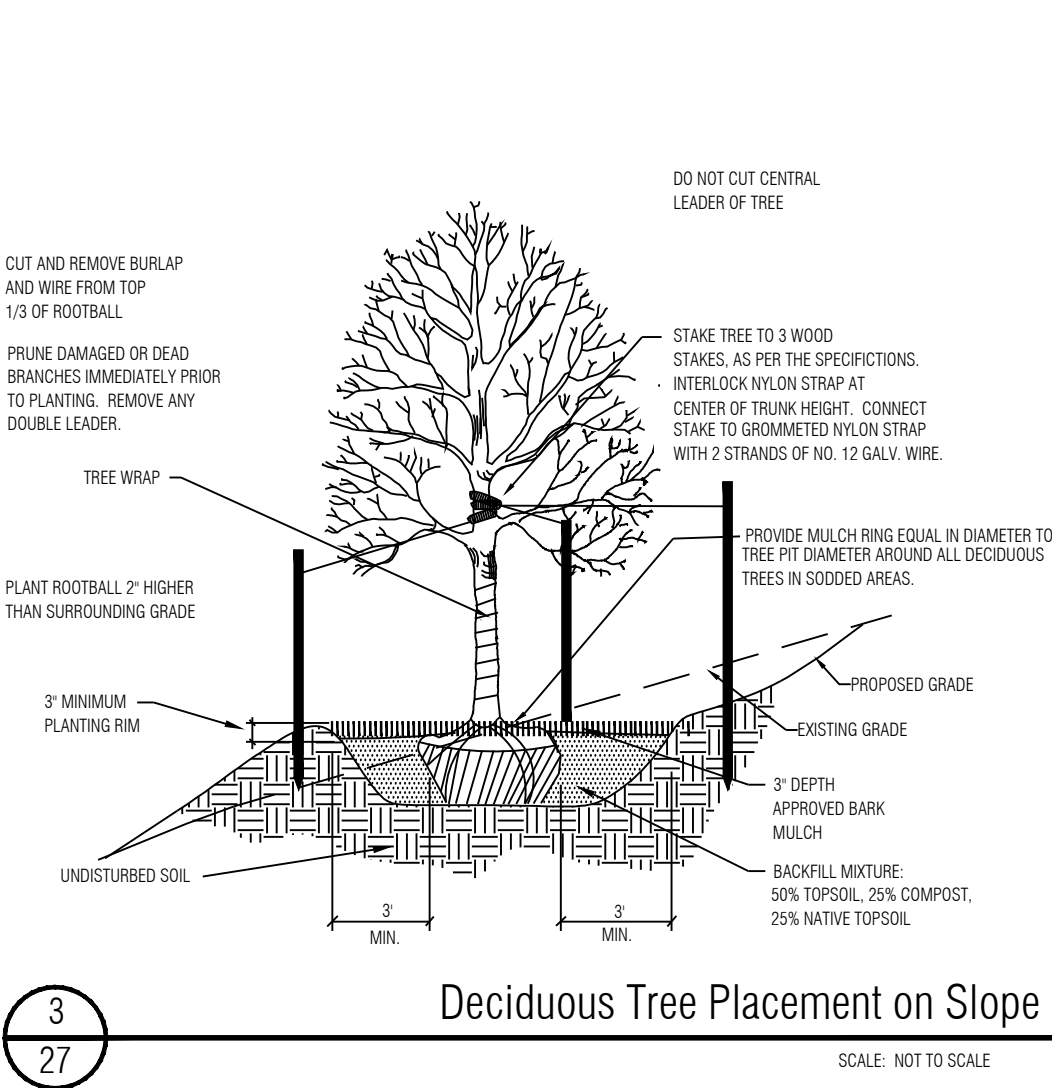 DO NOT CUT CENTRAL
LEADER OF TREE
CUT AND REMOVE BURLAP
AND WIRE FROM TOP
1/3 OF ROOTBALL
PRUNE DAMAGED OR DEAD
BRANCHES IMMEDIATELY PRIOR
TO PLANTING. REMOVE ANY
DOUBLE LEADER.
STAKE TREE TO 3 WOOD
STAKES, AS PER THE SPECIFICTIONS.
INTERLOCK NYLON STRAP AT
CENTER OF TRUNK HEIGHT. CONNECT
STAKE TO GROMMETED NYLON STRAP
WITH 2 STRANDS OF NO. 12 GALV. WIRE.
TREE WRAP
PROVIDE MULCH RING EQUAL IN DIAMETER TO
TREE PIT DIAMETER AROUND ALL DECIDUOUS
TREES IN SODDED AREAS.
PLANT ROOTBALL 2" HIGHER
THAN SURROUNDING GRADE
3" MINIMUM
PLANTING RIM
PROPOSED GRADE
EXISTING GRADE
3" DEPTH
APPROVED BARK
MULCH
UNDISTURBED SOIL
BACKFILL MIXTURE:
50% TOPSOIL, 25% COMPOST,
25% NATIVE TOPSOIL
3'
MIN.
3'
MIN.
3
27
Deciduous Tree Placement on Slope
SCALE: NOT TO SCALE